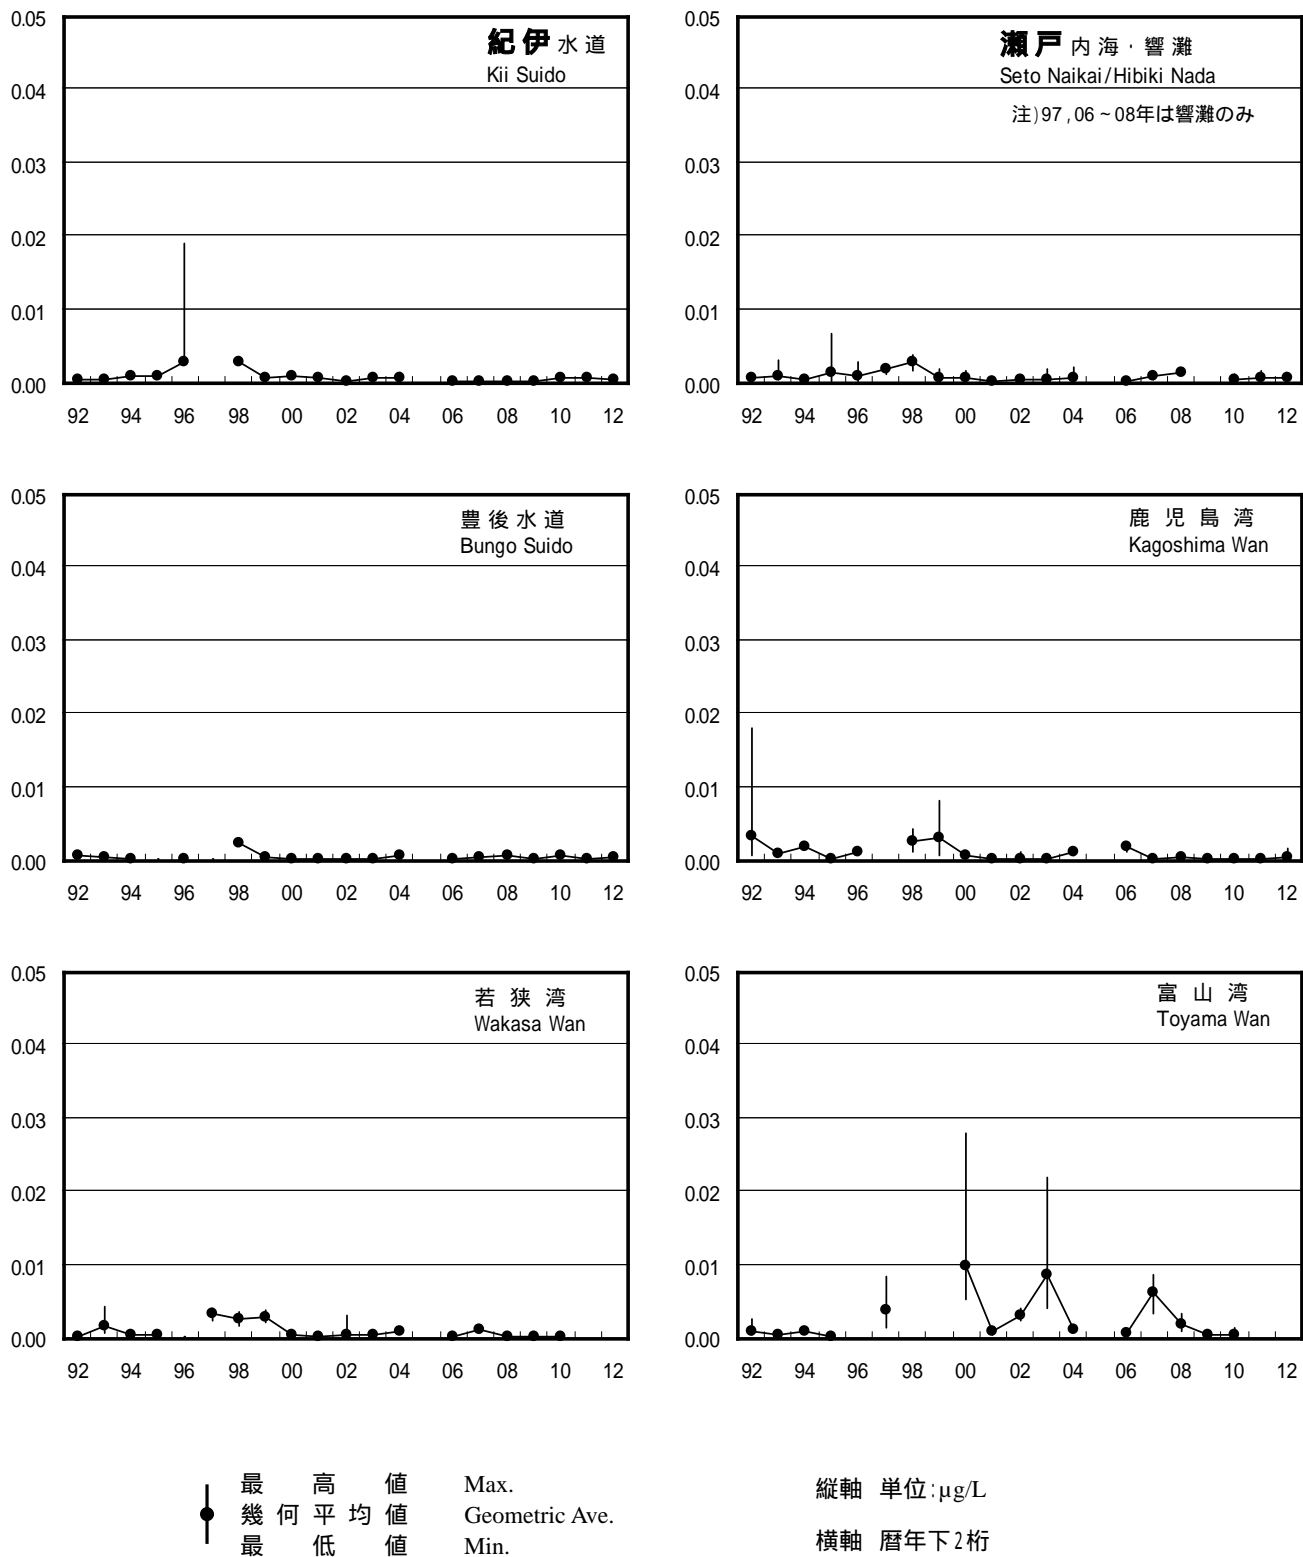 紀伊水道
Kii Suido
0.05
0.04
0.03
0.02
0.01
0.00
92 94 96 98 00 02 04 06 08 10 12
瀬戸内海・響灘
Seto Naikai/Hibiki Nada
注)97,06~08年は響灘のみ
0.05
0.04
0.03
0.02
0.01
0.00
92 94 96 98 00 02 04 06 08 10 12
豊後水道
Bungo Suido
0.05
0.04
0.03
0.02
0.01
0.00
92 94 96 98 00 02 04 06 08 10 12
鹿児島湾
Kagoshima Wan
0.05
0.04
0.03
0.02
0.01
0.00
92 94 96 98 00 02 04 06 08 10 12
若狭湾
Wakasa Wan
0.05
0.04
0.03
0.02
0.01
0.00
92 94 96 98 00 02 04 06 08 10 12
富山湾
Toyama Wan
0.05
0.04
0.03
0.02
0.01
0.00
92 94 96 98 00 02 04 06 08 10 12
最高値 Max.
幾何平均値 Geometric Ave.
最低値 Min.
縦軸 単位:μg/L
横軸 暦年下2桁